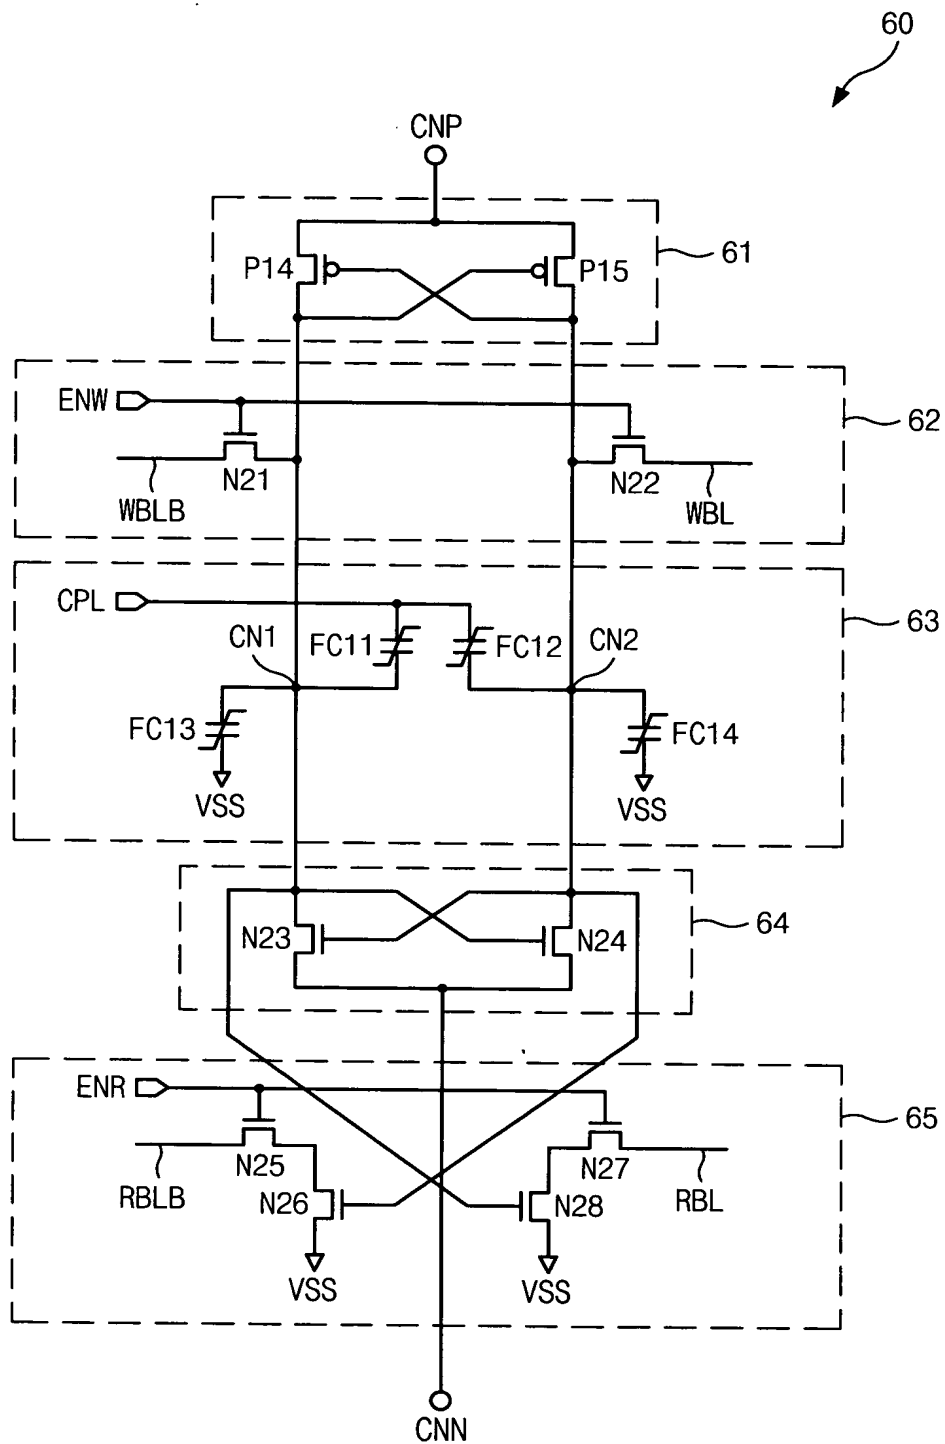 60
CNP
P14
P15
61
ENW
62
N21
N22
WBLB
WBL
CPL
63
CN1
FC11
FC12
CN2
FC13
FC14
VSS
VSS
N23
N24
64
ENR
65
N25
N27
RBLB
N26
N28
RBL
VSS
VSS
CNN